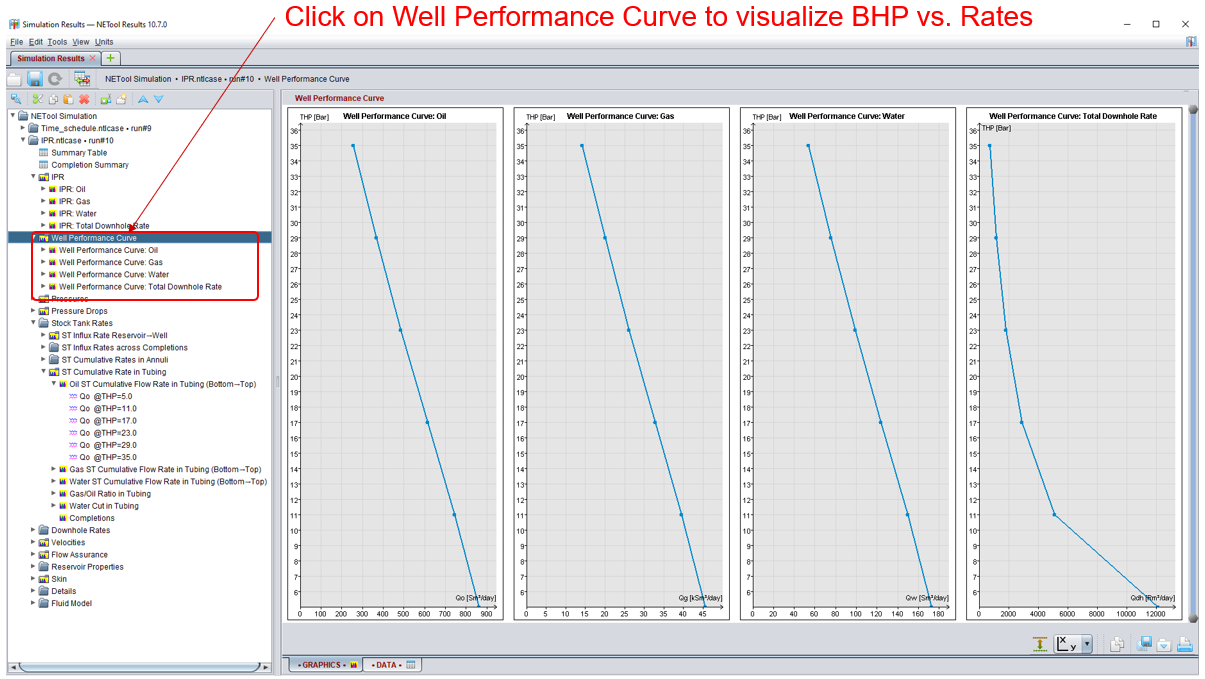 Click on Well Performance Curve to visualize BHP vs. Rates
Simulation Results — NETool Results 10.7.0
File Edit Tools View Units
Simulation Results
NETool Simulation • IPR.ntlcase • run#10 • Well Performance Curve
NETool Simulation
Time_schedule.ntlcase • run#9
IPR.ntlcase • run#10
Summary Table
Completion Summary
IPR
IPR: Oil
IPR: Gas
IPR: Water
IPR: Total Downhole Rate
Well Performance Curve
Well Performance Curve: Oil
Well Performance Curve: Gas
Well Performance Curve: Water
Well Performance Curve: Total Downhole Rate
Pressures
Pressure Drops
Stock Tank Rates
ST Influx Rate Reservoir→Well
ST Influx Rates across Completions
ST Cumulative Rates in Annuli
ST Cumulative Rate in Tubing
Oil ST Cumulative Flow Rate in Tubing (Bottom→Top)
Qo @THP=5.0
Qo @THP=11.0
Qo @THP=17.0
Qo @THP=23.0
Qo @THP=29.0
Qo @THP=35.0
Gas ST Cumulative Flow Rate in Tubing (Bottom→Top)
Water ST Cumulative Flow Rate in Tubing (Bottom→Top)
Gas/Oil Ratio in Tubing
Water Cut in Tubing
Completions
Downhole Rates
Velocities
Flow Assurance
Reservoir Properties
Skin
Details
Fluid Model
Well Performance Curve
THP [Bar] Well Performance Curve: Oil
36
35
34
33
32
31
30
29
28
27
26
25
24
23
22
21
20
19
18
17
16
15
14
13
12
11
10
9
8
7
6
Qo [Sm³/day]
0 100 200 300 400 500 600 700 800 900
THP [Bar] Well Performance Curve: Gas
36
35
34
33
32
31
30
29
28
27
26
25
24
23
22
21
20
19
18
17
16
15
14
13
12
11
10
9
8
7
6
Qg [kSm³/day]
0 5 10 15 20 25 30 35 40 45
THP [Bar] Well Performance Curve: Water
36
35
34
33
32
31
30
29
28
27
26
25
24
23
22
21
20
19
18
17
16
15
14
13
12
11
10
9
8
7
6
Qw [Sm³/day]
0 20 40 60 80 100 120 140 160 180
Well Performance Curve: Total Downhole Rate
THP [Bar]
36
35
34
33
32
31
30
29
28
27
26
25
24
23
22
21
20
19
18
17
16
15
14
13
12
11
10
9
8
7
6
Qdh [Rm³/day]
0 2000 4000 6000 8000 10000 12000
X
Y
• GRAPHICS •
• DATA •